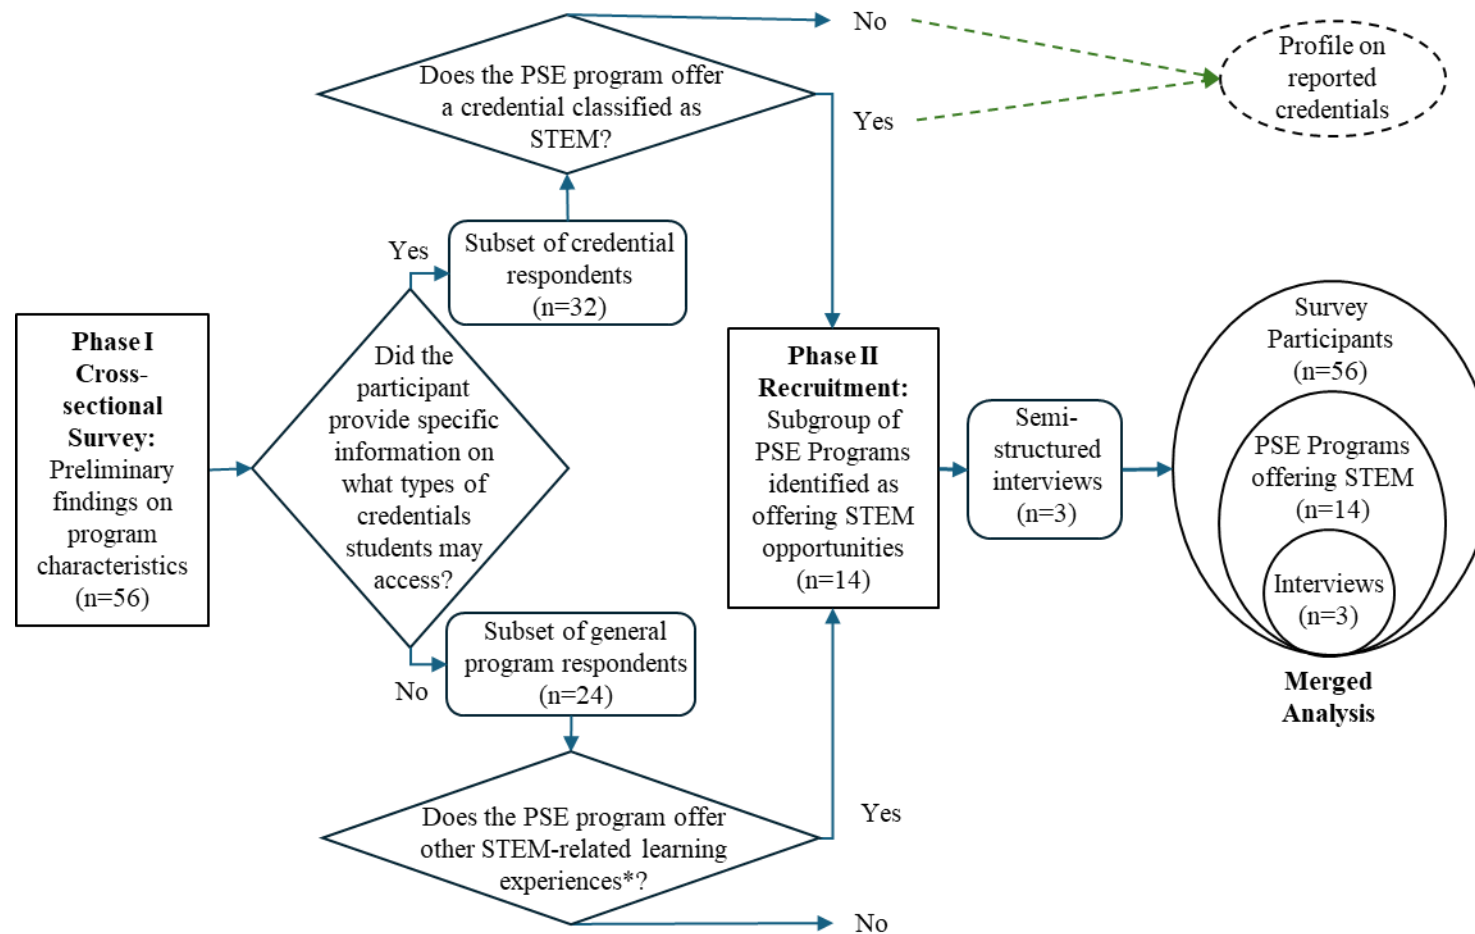 No
Does the PSE program offer
a credential classified as
STEM?
Yes
Profile on
reported
credentials
Yes
Subset of credential
respondents
(n=32)
Phase I
Cross-
sectional
Survey:
Preliminary
findings on
program
characteristics
(n=56)
Did the
participant
provide specific
information on
what types of
credentials
students may
access?
No
Subset of general
program respondents
(n=24)
Does the PSE program offer
other STEM-related learning
experiences*?
Yes
No
Phase II
Recruitment:
Subgroup of
PSE Programs
identified as
offering STEM
opportunities
(n=14)
Semi-
structured
interviews
(n=3)
Survey
Participants
(n=56)
PSE Programs
offering STEM
(n=14)
Interviews
(n=3)
Merged
Analysis